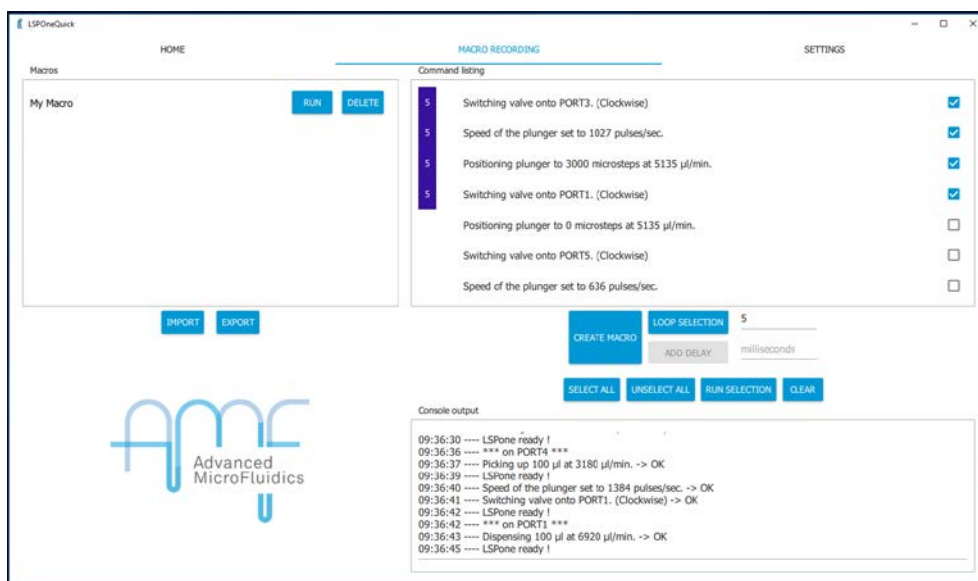 LSPOneQuick
HOME
MACRO RECORDING
SETTINGS
Macros
My Macro
RUN
DELETE
IMPORT
EXPORT
Advanced
MicroFluidics
Command listing
5 Switching valve onto PORT3. (Clockwise)
5 Speed of the plunger set to 1027 pulses/sec.
5 Positioning plunger to 3000 microsteps at 5135 µl/min.
5 Switching valve onto PORT1. (Clockwise)
Positioning plunger to 0 microsteps at 5135 µl/min.
Switching valve onto PORT5. (Clockwise)
Speed of the plunger set to 636 pulses/sec.
CREATE MACRO
LOOP SELECTION
5
ADD DELAY
milliseconds
SELECT ALL
UNSELECT ALL
RUN SELECTION
CLEAR
Console output
09:36:30 ---- LSPone ready !
09:36:36 ---- *** on PORT4 ***
09:36:37 ---- Picking up 100 µl at 3180 µl/min. -> OK
09:36:39 ---- LSPone ready !
09:36:40 ---- Speed of the plunger set to 1384 pulses/sec. -> OK
09:36:41 ---- Switching valve onto PORT1. (Clockwise) -> OK
09:36:42 ---- LSPone ready !
09:36:42 ---- *** on PORT1 ***
09:36:43 ---- Dispensing 100 µl at 6920 µl/min. -> OK
09:36:45 ---- LSPone ready !